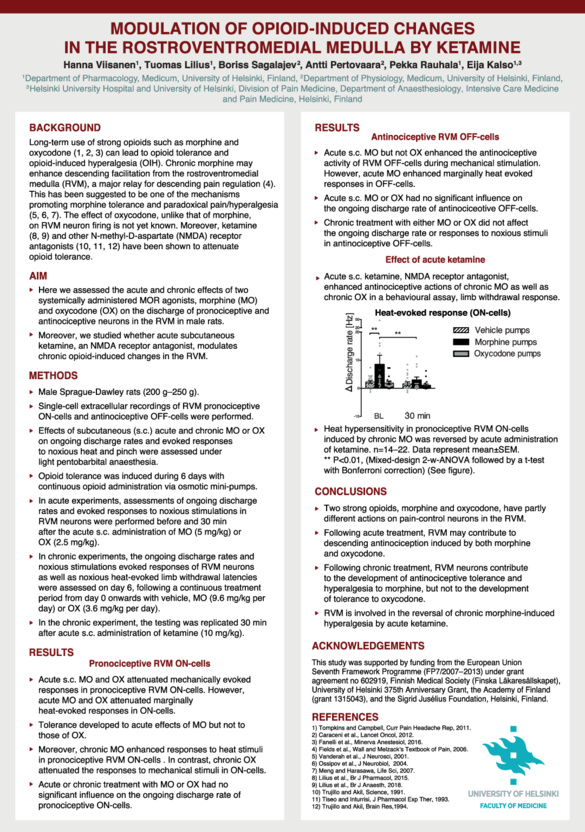 MODULATION OF OPIOID-INDUCED CHANGES
IN THE ROSTROVENTROMEDIAL MEDULLA BY KETAMINE
Hanna Viisanen¹, Tuomas Lilius¹, Boriss Sagalajev², Antti Pertovaara², Pekka Rauhala¹, Eija Kalso¹,³
¹Department of Pharmacology, Medicum, University of Helsinki, Finland, ²Department of Physiology, Medicum, University of Helsinki, Finland,
³Helsinki University Hospital and University of Helsinki, Division of Pain Medicine, Department of Anaesthesiology, Intensive Care Medicine
and Pain Medicine, Helsinki, Finland
BACKGROUND
Long-term use of strong opioids such as morphine and
oxycodone (1, 2, 3) can lead to opioid tolerance and
opioid-induced hyperalgesia (OIH). Chronic morphine may
enhance descending facilitation from the rostroventromedial
medulla (RVM), a major relay for descending pain regulation (4).
This has been suggested to be one of the mechanisms
promoting morphine tolerance and paradoxical pain/hyperalgesia
(5, 6, 7). The effect of oxycodone, unlike that of morphine,
on RVM neuron firing is not yet known. Moreover, ketamine
(8, 9) and other N-methyl-D-aspartate (NMDA) receptor
antagonists (10, 11, 12) have been shown to attenuate
opioid tolerance.
AIM
‣ Here we assessed the acute and chronic effects of two
systemically administered MOR agonists, morphine (MO)
and oxycodone (OX) on the discharge of pronociceptive and
antinociceptive neurons in the RVM in male rats.
‣ Moreover, we studied whether acute subcutaneous
ketamine, an NMDA receptor antagonist, modulates
chronic opioid-induced changes in the RVM.
METHODS
‣ Male Sprague-Dawley rats (200 g–250 g).
‣ Single-cell extracellular recordings of RVM pronociceptive
ON-cells and antinociceptive OFF-cells were performed.
‣ Effects of subcutaneous (s.c.) acute and chronic MO or OX
on ongoing discharge rates and evoked responses
to noxious heat and pinch were assessed under
light pentobarbital anaesthesia.
‣ Opioid tolerance was induced during 6 days with
continuous opioid administration via osmotic mini-pumps.
‣ In acute experiments, assessments of ongoing discharge
rates and evoked responses to noxious stimulations in
RVM neurons were performed before and 30 min
after the acute s.c. administration of MO (5 mg/kg) or
OX (2.5 mg/kg).
‣ In chronic experiments, the ongoing discharge rates and
noxious stimulations evoked responses of RVM neurons
as well as noxious heat-evoked limb withdrawal latencies
were assessed on day 6, following a continuous treatment
period from day 0 onwards with vehicle, MO (9.6 mg/kg per
day) or OX (3.6 mg/kg per day).
‣ In the chronic experiment, the testing was replicated 30 min
after acute s.c. administration of ketamine (10 mg/kg).
RESULTS
Pronociceptive RVM ON-cells
‣ Acute s.c. MO and OX attenuated mechanically evoked
responses in pronociceptive RVM ON-cells. However,
acute MO and OX attenuated marginally
heat-evoked responses in ON-cells.
‣ Tolerance developed to acute effects of MO but not to
those of OX.
‣ Moreover, chronic MO enhanced responses to heat stimuli
in pronociceptive RVM ON-cells . In contrast, chronic OX
attenuated the responses to mechanical stimuli in ON-cells.
‣ Acute or chronic treatment with MO or OX had no
significant influence on the ongoing discharge rate of
pronociceptive ON-cells.
RESULTS
Antinociceptive RVM OFF-cells
‣ Acute s.c. MO but not OX enhanced the antinociceptive
activity of RVM OFF-cells during mechanical stimulation.
However, acute MO enhanced marginally heat evoked
responses in OFF-cells.
‣ Acute s.c. MO or OX had no significant influence on
the ongoing discharge rate of antinociceotive OFF-cells.
‣ Chronic treatment with either MO or OX did not affect
the ongoing discharge rate or responses to noxious stimuli
in antinociceptive OFF-cells.
Effect of acute ketamine
‣ Acute s.c. ketamine, NMDA receptor antagonist,
enhanced antinociceptive actions of chronic MO as well as
chronic OX in a behavioural assay, limb withdrawal response.
Heat-evoked response (ON-cells)
Δ Discharge rate [Hz]
** **
Vehicle pumps
Morphine pumps
Oxycodone pumps
BL 30 min
‣ Heat hypersensitivity in pronociceptive RVM ON-cells
induced by chronic MO was reversed by acute administration
of ketamine. n=14–22. Data represent mean±SEM.
** P<0.01, (Mixed-design 2-w-ANOVA followed by a t-test
with Bonferroni correction) (See figure).
CONCLUSIONS
‣ Two strong opioids, morphine and oxycodone, have partly
different actions on pain-control neurons in the RVM.
‣ Following acute treatment, RVM may contribute to
descending antinociception induced by both morphine
and oxycodone.
‣ Following chronic treatment, RVM neurons contribute
to the development of antinociceptive tolerance and
hyperalgesia to morphine, but not to the development
of tolerance to oxycodone.
‣ RVM is involved in the reversal of chronic morphine-induced
hyperalgesia by acute ketamine.
ACKNOWLEDGEMENTS
This study was supported by funding from the European Union
Seventh Framework Programme (FP7/2007–2013) under grant
agreement no 602919, Finnish Medical Society (Finska Läkaresällskapet),
University of Helsinki 375th Anniversary Grant, the Academy of Finland
(grant 1315043), and the Sigrid Jusélius Foundation, Helsinki, Finland.
REFERENCES
1) Tompkins and Campbell, Curr Pain Headache Rep, 2011.
2) Caraceni et al., Lancet Oncol, 2012.
3) Fanelli et al., Minerva Anestesiol, 2016.
4) Fields et al., Wall and Melzack's Textbook of Pain, 2006.
5) Vanderah et al., J Neurosci, 2001.
6) Ossipov et al., J Neurobiol, 2004.
7) Meng and Harasawa, Life Sci, 2007.
8) Lilius et al., Br J Pharmacol, 2015.
9) Lilius et al., Br J Anaesth, 2018.
10) Trujillo and Akil, Science, 1991.
11) Tiseo and Inturrisi, J Pharmacol Exp Ther, 1993.
12) Trujillo and Akil, Brain Res,1994.
UNIVERSITY OF HELSINKI
FACULTY OF MEDICINE